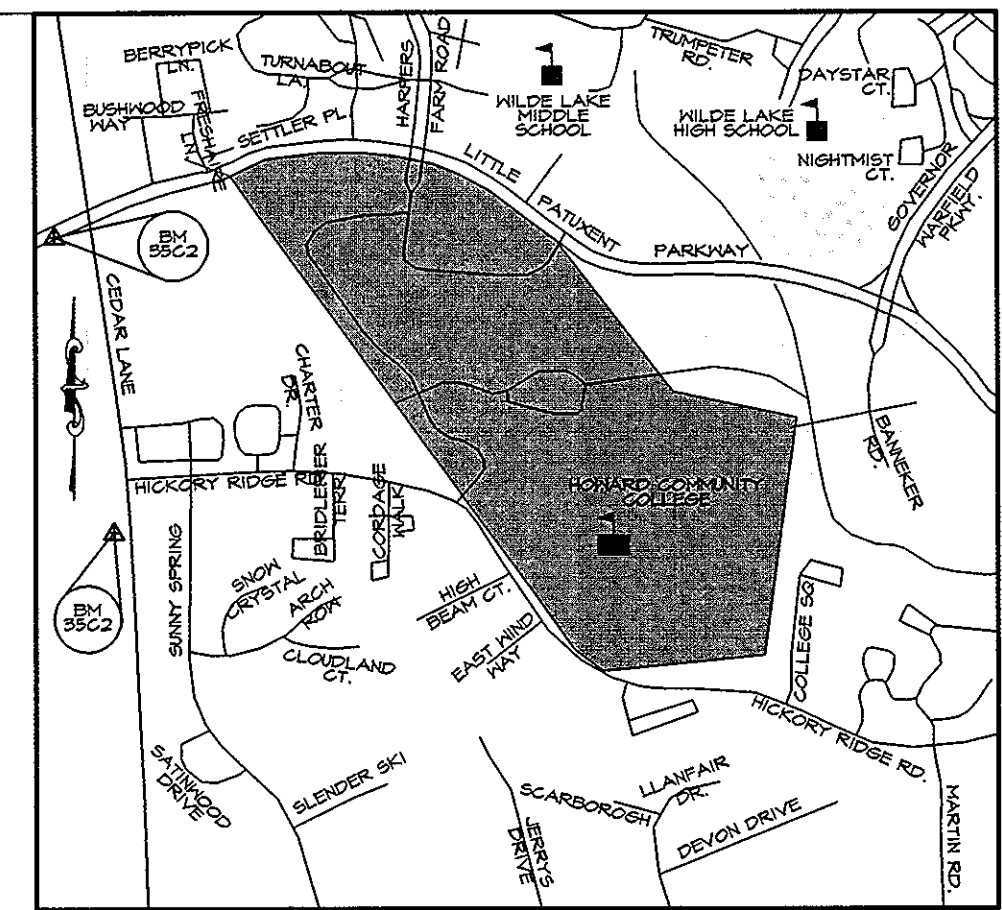 BERRYPICK
LN.
TURNABOUT
LA.
HARPERS
FARM ROAD
TRUMPETER
RD.
DAYSTAR
CT.
BUSHWOOD
WAY
FRESHAIRE
LN.
SETTLER PL.
WILDE LAKE
MIDDLE
SCHOOL
WILDE LAKE
HIGH SCHOOL
NIGHTMIST
CT.
GOVERNOR
WARFIELD
PKWY.
LITTLE
PATUXENT
PARKWAY
BM
35C2
CEDAR LANE
CHARTER
DR.
BANNEKER
RD.
HICKORY RIDGE RD.
BRIDLERER
TERR
CORDAGE
WALK
HOWARD COMMUNITY
COLLEGE
SUNNY SPRING
SNOW
CRYSTAL
ARCH
ROW
HIGH
BEAM CT.
BM
35C2
CLOUDLAND
CT.
EAST WIND
WAY
COLLEGE SQ.
HICKORY RIDGE RD.
SATINWOOD
DRIVE
SLENDER SKI
SCARBOROGH
LLANFAIR
DR.
JERRYS
DRIVE
DEVON DRIVE
MARTIN RD.